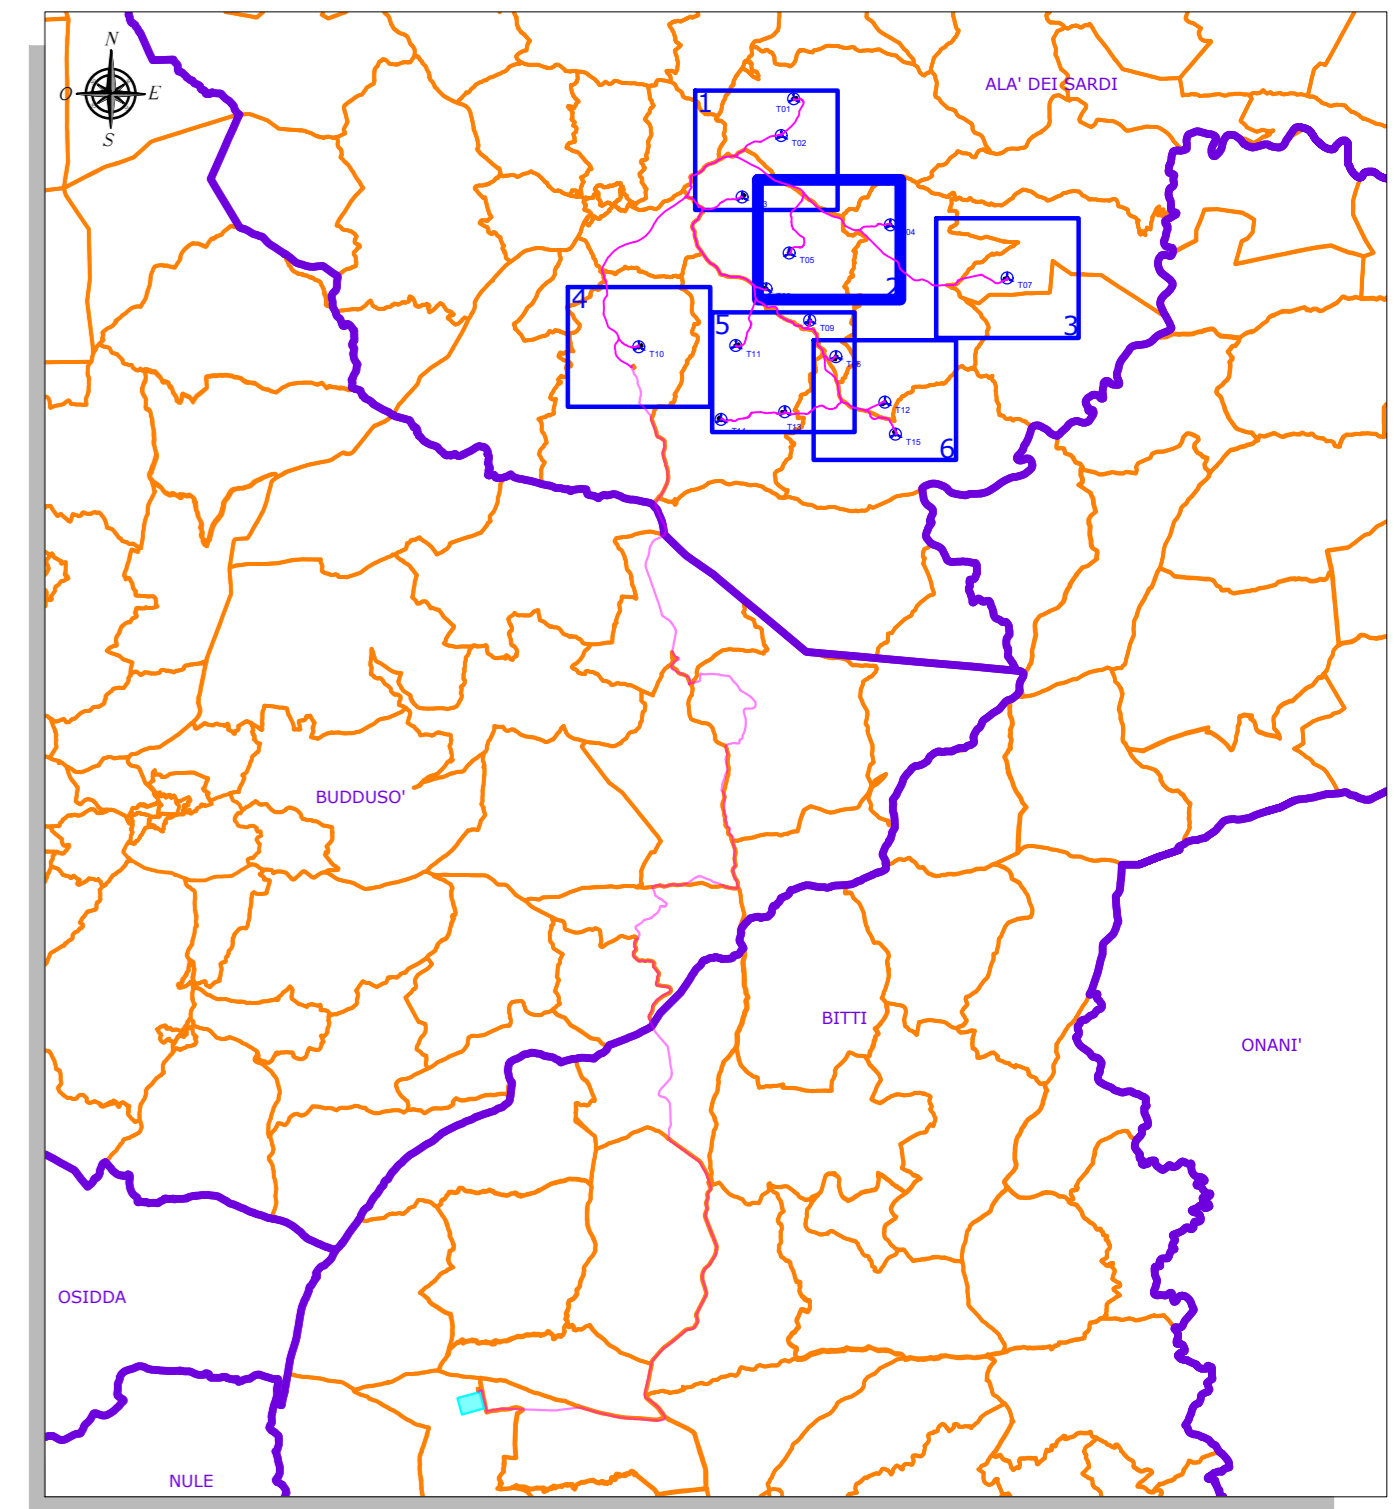 N
O E
S
ALA' DEI SARDI
1
T01
T02
T05
2
T07
3
4
T10
5
T09
T11
T12
T13
T15
6
BUDDUSO'
BITTI
ONANI'
OSIDDA
NULE